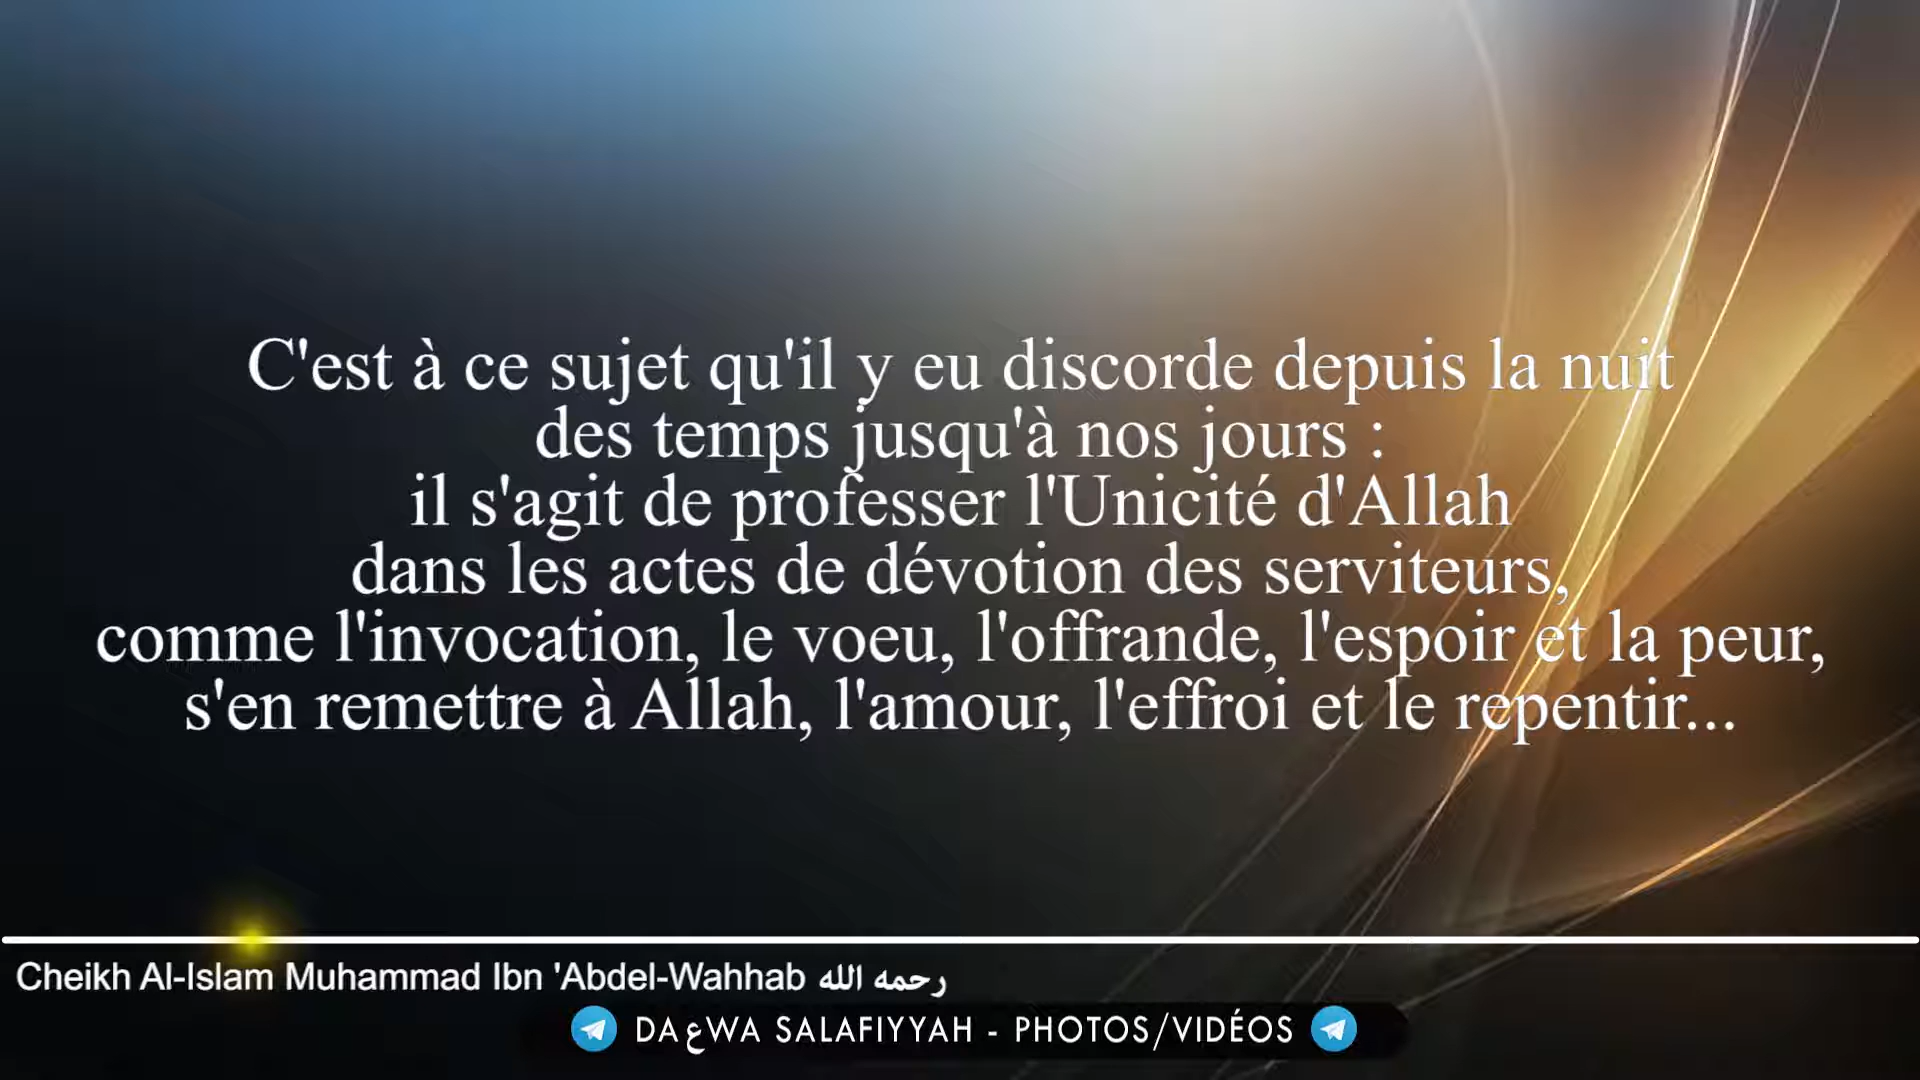 C'est à ce sujet qu'il y eu discorde depuis la nuit
des temps jusqu'à nos jours :
il s'agit de professer l'Unicité d'Allah
dans les actes de dévotion des serviteurs,
comme l'invocation, le voeu, l'offrande, l'espoir et la peur,
s'en remettre à Allah, l'amour, l'effroi et le repentir...
Cheikh Al-Islam Muhammad Ibn 'Abdel-Wahhab رحمه الله
DAعWA SALAFIYYAH - PHOTOS/VIDÉOS